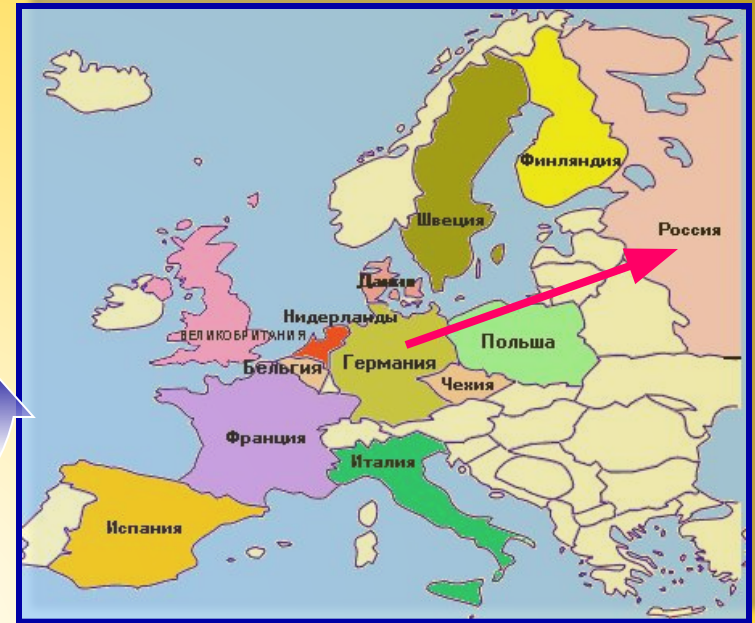 Финляндия
Швеция
Россия
Дания
Нидерланды
ВЕЛИКОБРИТАНИЯ
Польша
Бельгия
Германия
Чехия
Франция
Италия
Испания